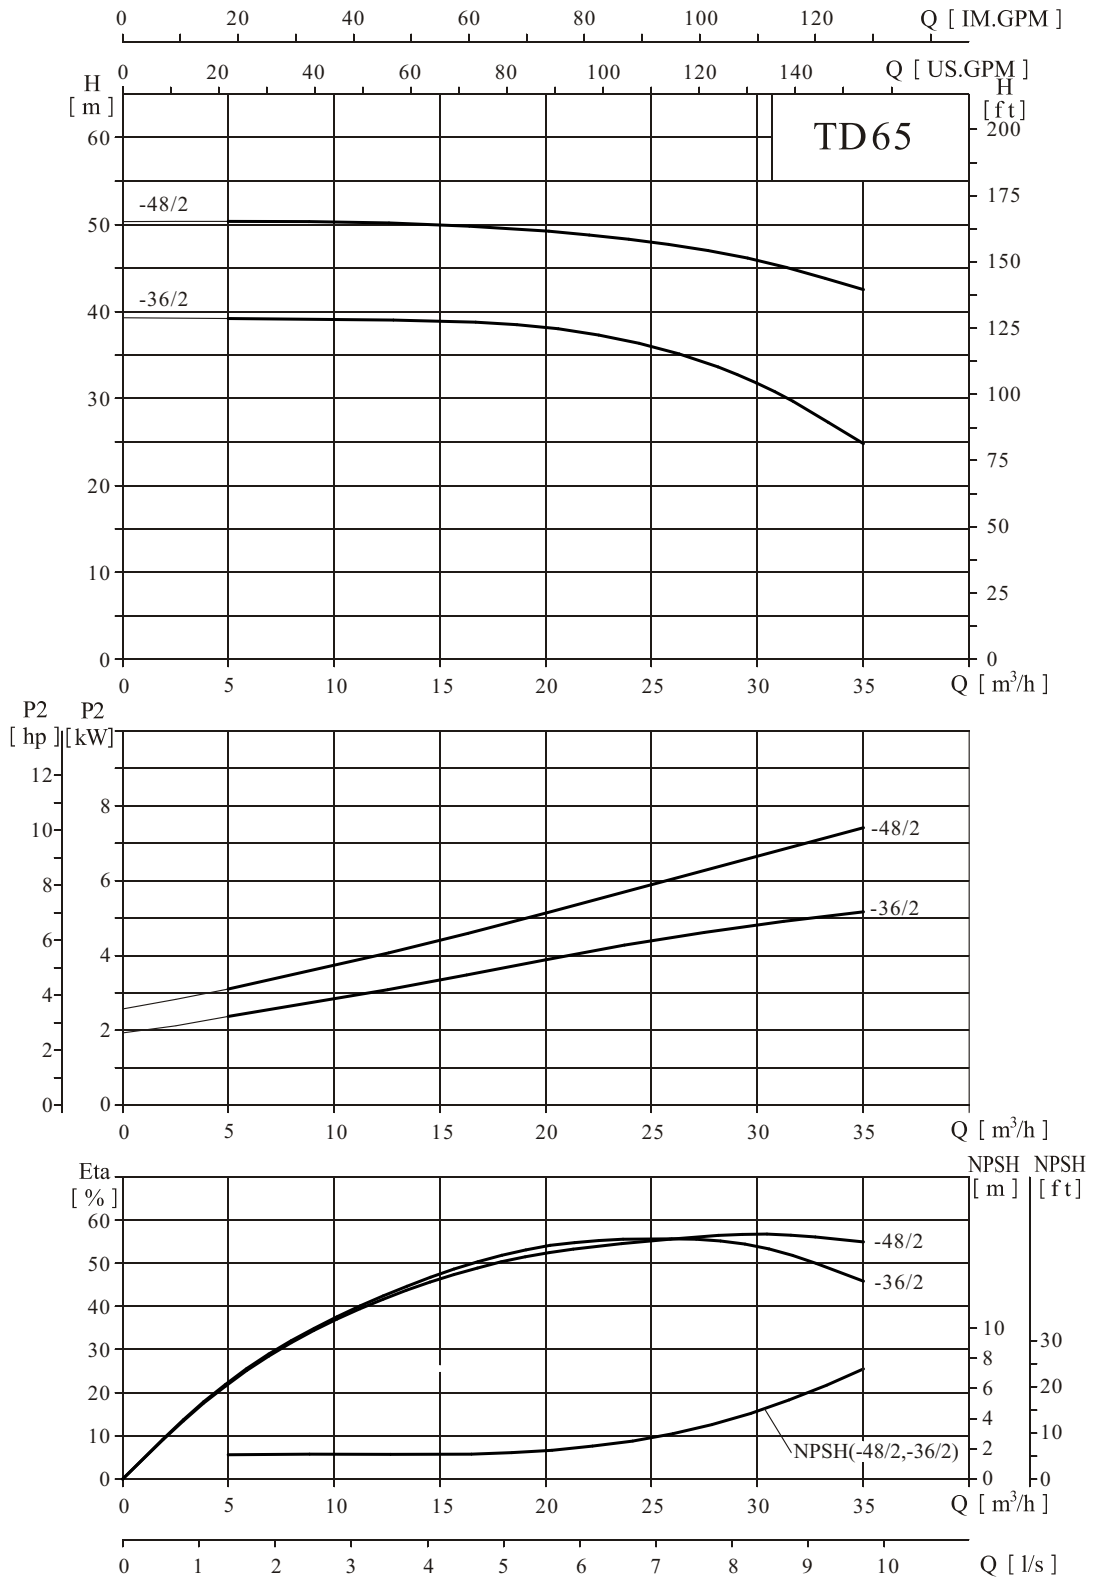 0 20 40 60 80 100 120 Q [ IM.GPM ]
0 20 40 60 80 100 120 140 Q [ US.GPM ]
H
[ m ]
H
[ft]
TD65
60
50
40
30
20
10
0
200
175
150
125
100
75
50
25
0
-48/2
-36/2
0 5 10 15 20 25 30 35 Q [ m³/h ]
P2 P2
[ hp ] [kW]
12
10
8
6
4
2
0
8
6
4
2
0
-48/2
-36/2
0 5 10 15 20 25 30 35 Q [ m³/h ]
Eta
[ % ]
NPSH NPSH
[ m ] [ft]
60
50
40
30
20
10
0
-48/2
-36/2
10
8
6
4
2
0
30
20
10
0
NPSH(-48/2,-36/2)
0 5 10 15 20 25 30 35 Q [ m³/h ]
0 1 2 3 4 5 6 7 8 9 10 Q [ l/s ]